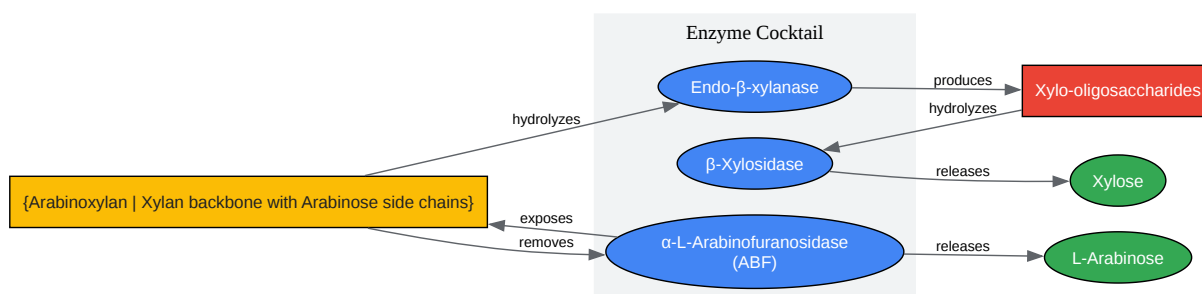 Enzyme Cocktail
Endo-β-xylanase
produces
Xylo-oligosaccharides
hydrolyzes
hydrolyzes
β-Xylosidase
releases
Xylose
{Arabinoxylan | Xylan backbone with Arabinose side chains}
exposes
removes
α-L-Arabinofuranosidase
(ABF)
releases
L-Arabinose